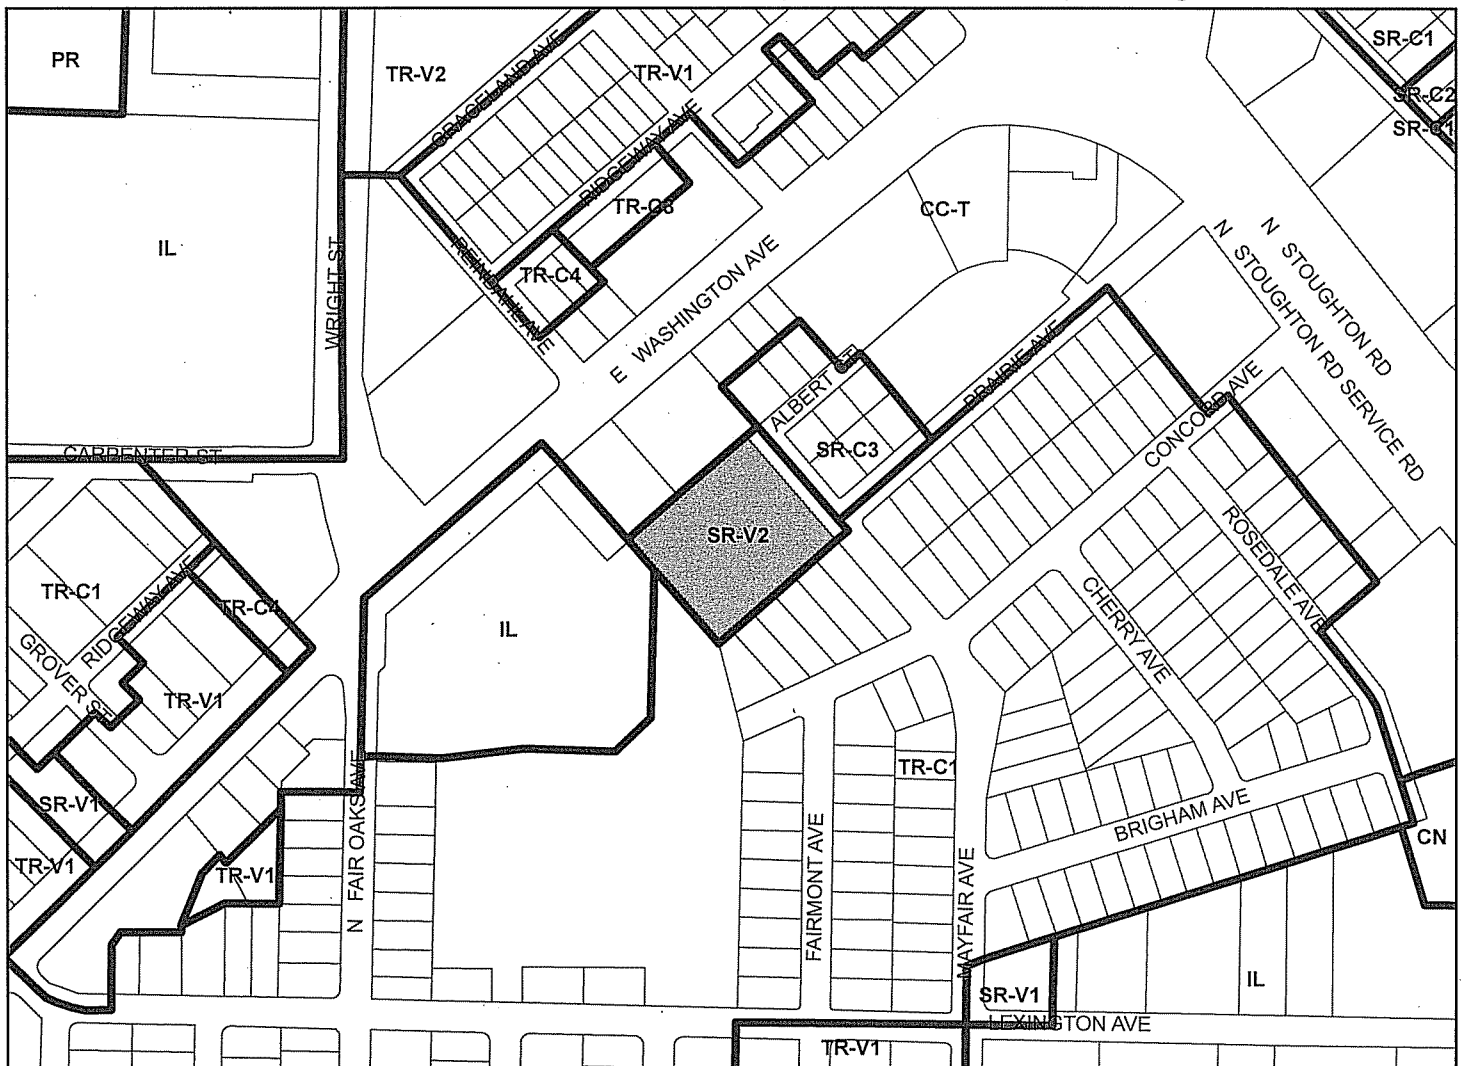 PR
TR-V2
GRACELAND AVE
TR-V1
SR-C1
SR-C2
SR-C1
RIDGEWAY AVE
TR-C3
CC-T
IL
WRIGHT ST
REINDAHL AVE
TR-C4
E WASHINGTON AVE
N STOUGHTON RD
N STOUGHTON RD SERVICE RD
PRAIRIE AVE
ALBERT ST
SR-C3
CONCORD AVE
CARPENTER ST
SR-V2
ROSEDALE AVE
TR-C1
RIDGEWAY AVE
TR-C4
IL
CHERRY AVE
GROVER ST
TR-V1
TR-C1
SR-V1
N FAIR OAKS AVE
BRIGHAM AVE
CN
TR-V1
TR-V1
FAIRMONT AVE
MAYFAIR AVE
SR-V1
IL
LEXINGTON AVE
TR-V1